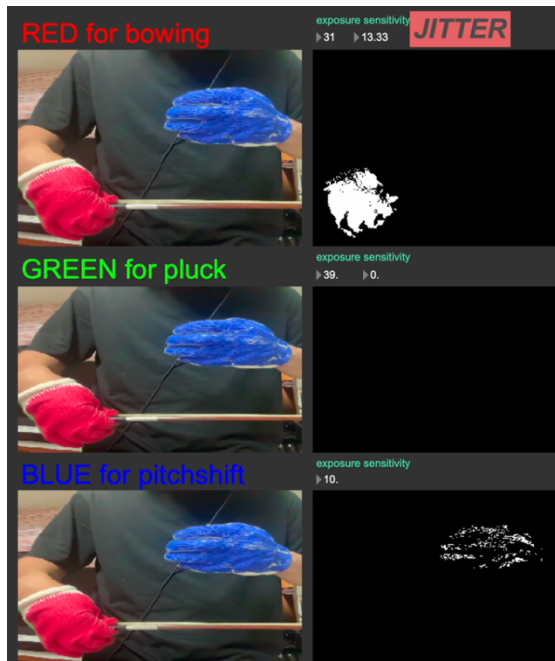 RED for bowing
exposure sensitivity
31 13.33
JITTER
GREEN for pluck
exposure sensitivity
39. 0.
BLUE for pitchshift
exposure sensitivity
10.